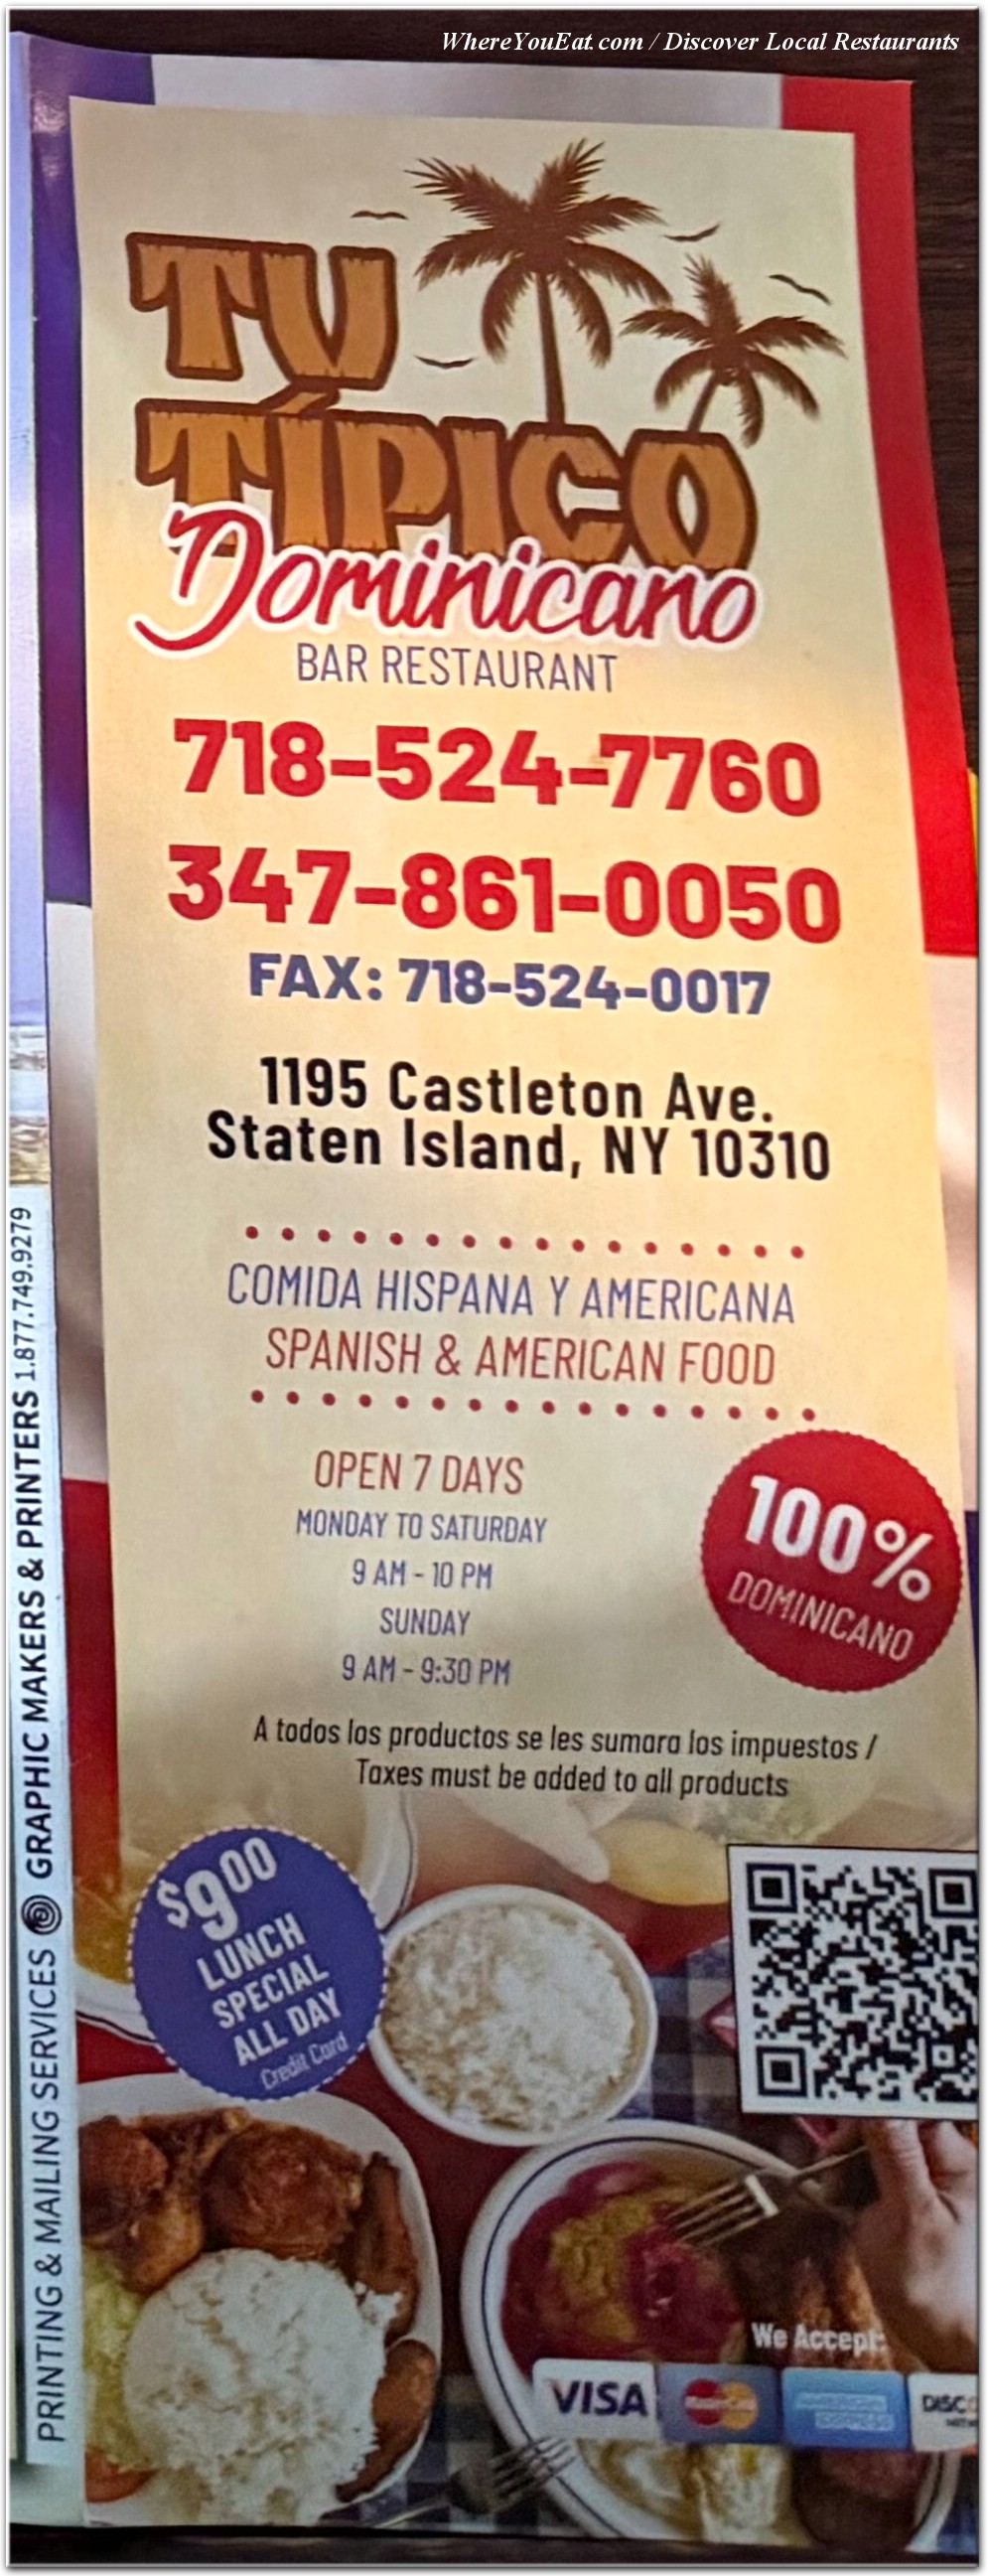 WhereYouEat.com / Discover Local Restaurants
TU
TÍPICO
Dominicano
BAR RESTAURANT
718-524-7760
347-861-0050
FAX: 718-524-0017
1195 Castleton Ave.
Staten Island, NY 10310
COMIDA HISPANA Y AMERICANA
SPANISH & AMERICAN FOOD
OPEN 7 DAYS
MONDAY TO SATURDAY
9 AM - 10 PM
SUNDAY
9 AM - 9:30 PM
100%
DOMINICANO
A todos los productos se les sumara los impuestos /
Taxes must be added to all products
$9.00
LUNCH
SPECIAL
ALL DAY
Credit Card
We Accept:
VISA
MasterCard
AMERICAN
EXPRESS
DISC
PRINTING & MAILING SERVICES @ GRAPHIC MAKERS & PRINTERS 1.877.749.9279